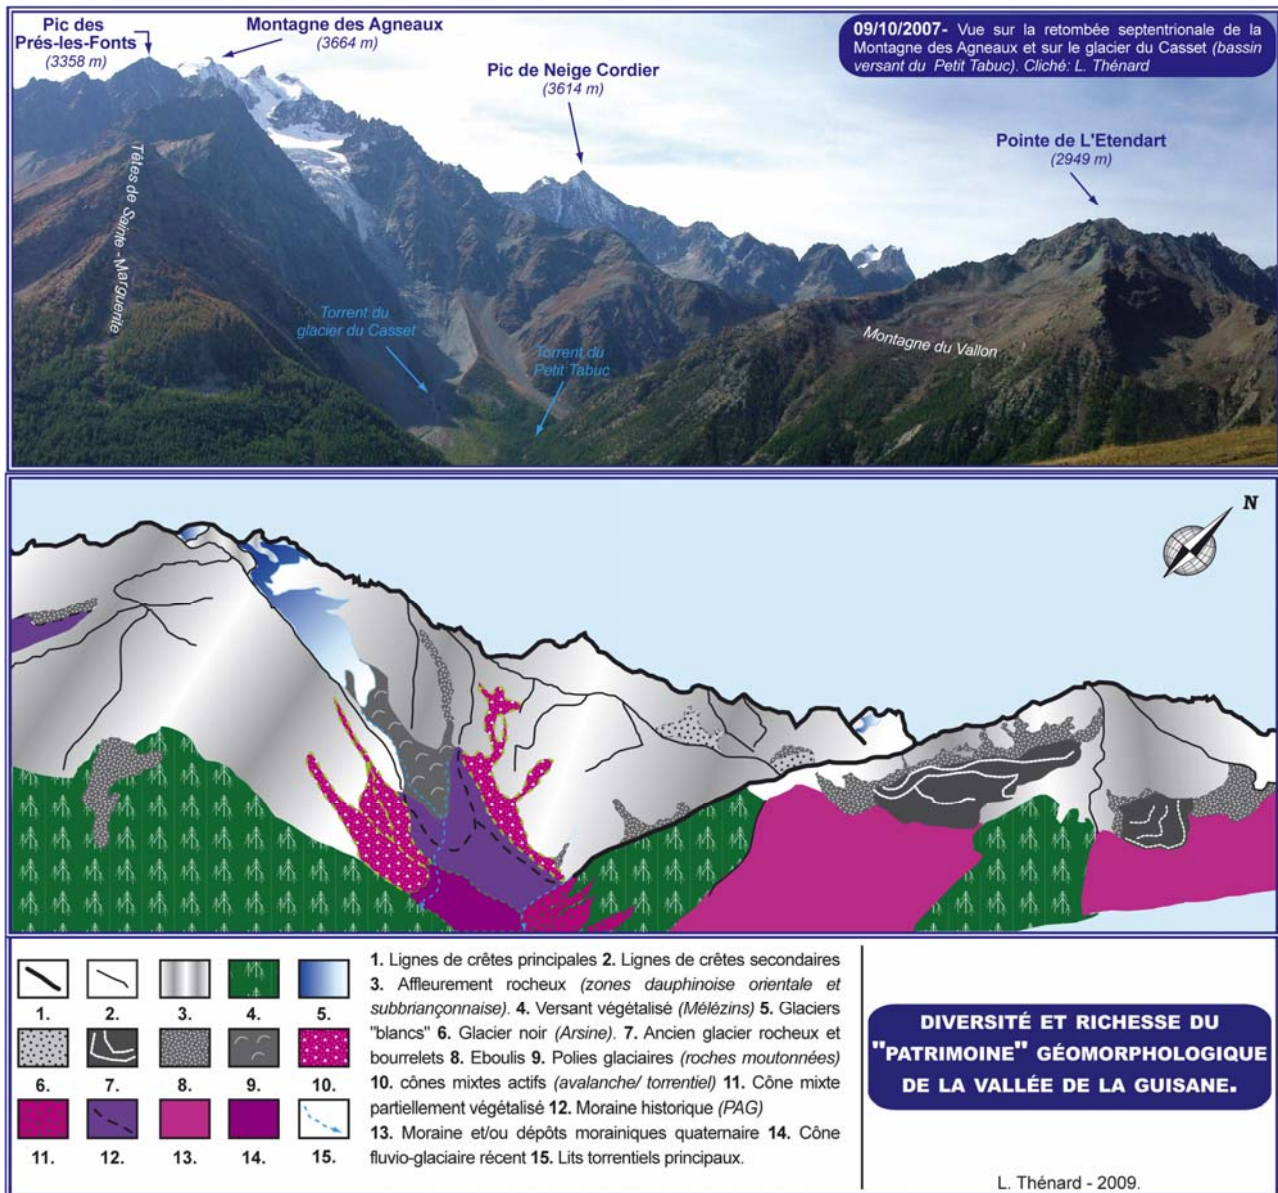 Pic des
Prés-les-Fonts
(3358 m)
Montagne des Agneaux
(3664 m)
Pic de Neige Cordier
(3614 m)
Pointe de L'Etendart
(2949 m)
09/10/2007- Vue sur la retombée septentrionale de la
Montagne des Agneaux et sur le glacier du Casset (bassin
versant du Petit Tabuc). Cliché: L. Thénard
Têtes de Sainte - Marguerite
Torrent du
glacier du Casset
Torrent du
Petit Tabuc
Montagne du Vallon
N
1. 2. 3. 4. 5.
6. 7. 8. 9. 10.
11. 12. 13. 14. 15.
1. Lignes de crêtes principales 2. Lignes de crêtes secondaires
3. Affleurement rocheux (zones dauphinoise orientale et
subbriançonnaise). 4. Versant végétalisé (Mélézins) 5. Glaciers
"blancs" 6. Glacier noir (Arsine). 7. Ancien glacier rocheux et
bourrelets 8. Eboulis 9. Polies glaciaires (roches moutonnées)
10. cônes mixtes actifs (avalanche/ torrentiel) 11. Cône mixte
partiellement végétalisé 12. Moraine historique (PAG)
13. Moraine et/ou dépôts morainiques quaternaire 14. Cône
fluvio-glaciaire récent 15. Lits torrentiels principaux.
DIVERSITÉ ET RICHESSE DU
"PATRIMOINE" GÉOMORPHOLOGIQUE
DE LA VALLÉE DE LA GUISANE.
L. Thénard - 2009.